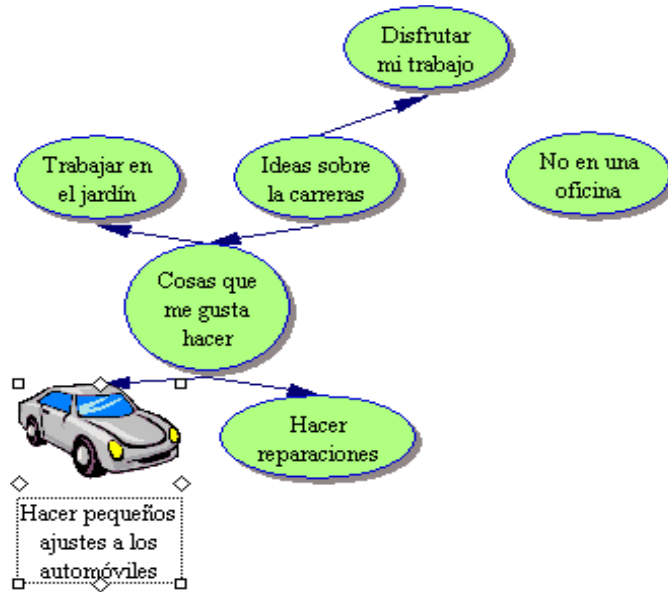 Disfrutar
mi trabajo
Trabajar en
el jardín
Ideas sobre
la carreras
No en una
oficina
Cosas que
me gusta
hacer
Hacer
reparaciones
Hacer pequeños
ajustes a los
automóviles